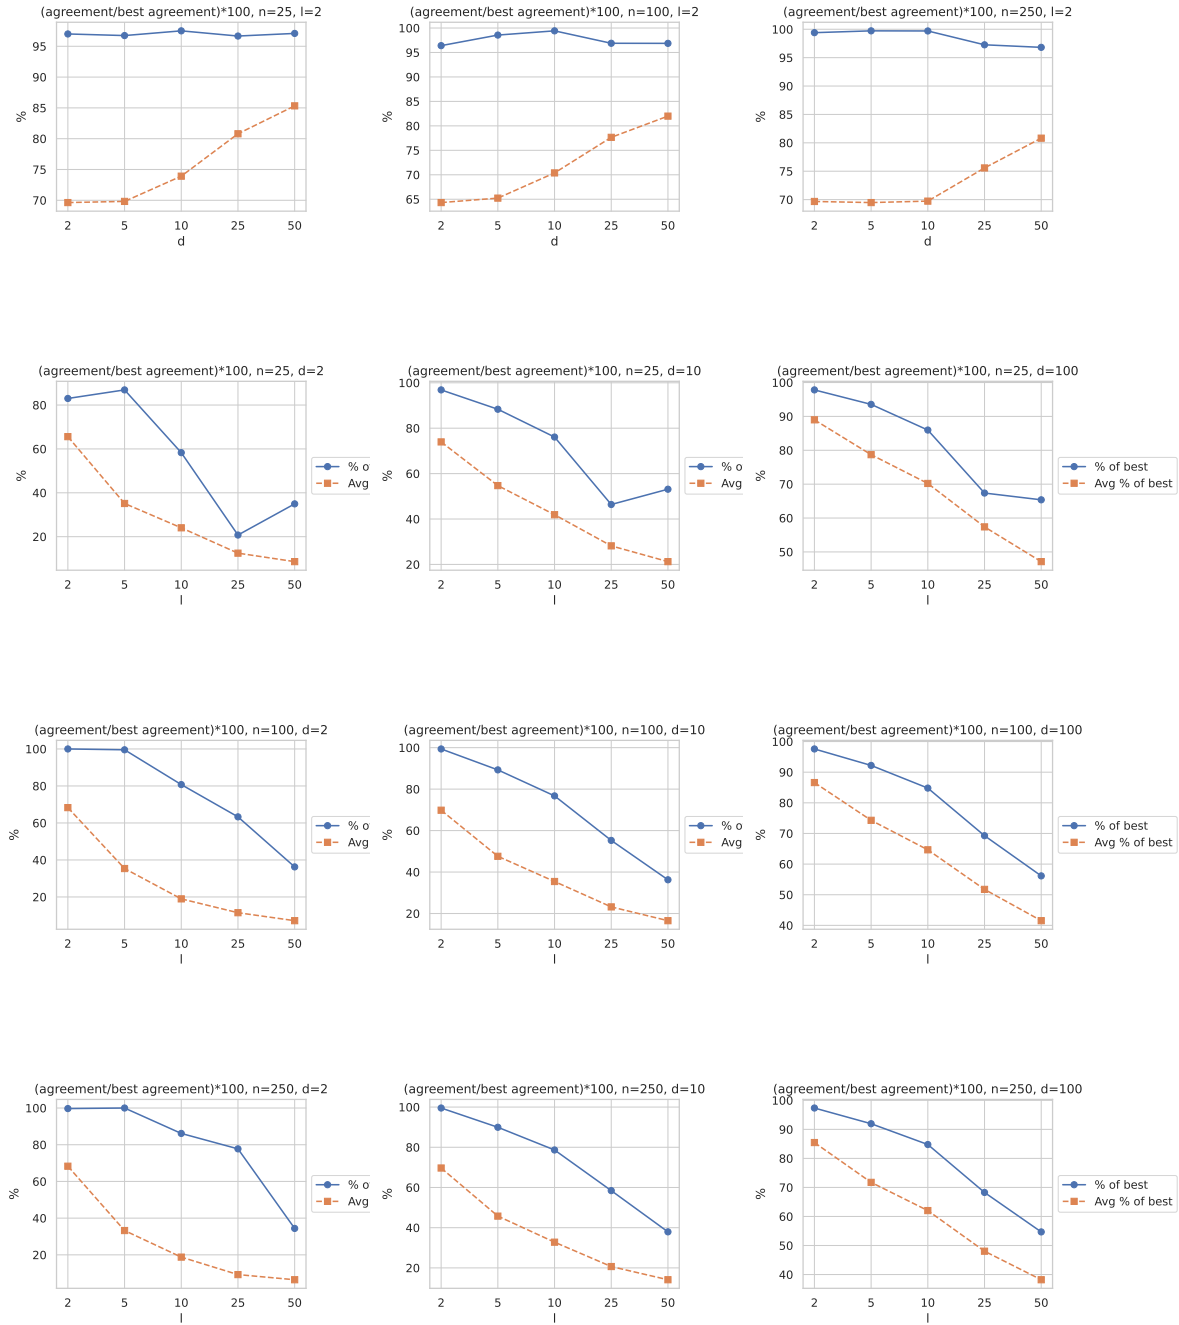 (agreement/best agreement)*100, n=25, l=2
95
90
85
80
75
70
%
2 5 10 25 50
d
(agreement/best agreement)*100, n=100, l=2
100
95
90
85
80
75
70
65
%
2 5 10 25 50
d
(agreement/best agreement)*100, n=250, l=2
100
95
90
85
80
75
70
%
2 5 10 25 50
d
(agreement/best agreement)*100, n=25, d=2
80
60
40
20
%
2 5 10 25 50
l
% o
Avg
(agreement/best agreement)*100, n=25, d=10
100
80
60
40
20
%
2 5 10 25 50
l
% o
Avg
(agreement/best agreement)*100, n=25, d=100
100
90
80
70
60
50
%
2 5 10 25 50
l
% of best
Avg % of best
(agreement/best agreement)*100, n=100, d=2
100
80
60
40
20
%
2 5 10 25 50
l
% o
Avg
(agreement/best agreement)*100, n=100, d=10
100
80
60
40
20
%
2 5 10 25 50
l
% o
Avg
(agreement/best agreement)*100, n=100, d=100
100
90
80
70
60
50
40
%
2 5 10 25 50
l
% of best
Avg % of best
(agreement/best agreement)*100, n=250, d=2
100
80
60
40
20
%
2 5 10 25 50
l
% o
Avg
(agreement/best agreement)*100, n=250, d=10
100
80
60
40
20
%
2 5 10 25 50
l
% o
Avg
(agreement/best agreement)*100, n=250, d=100
100
90
80
70
60
50
40
%
2 5 10 25 50
l
% of best
Avg % of best